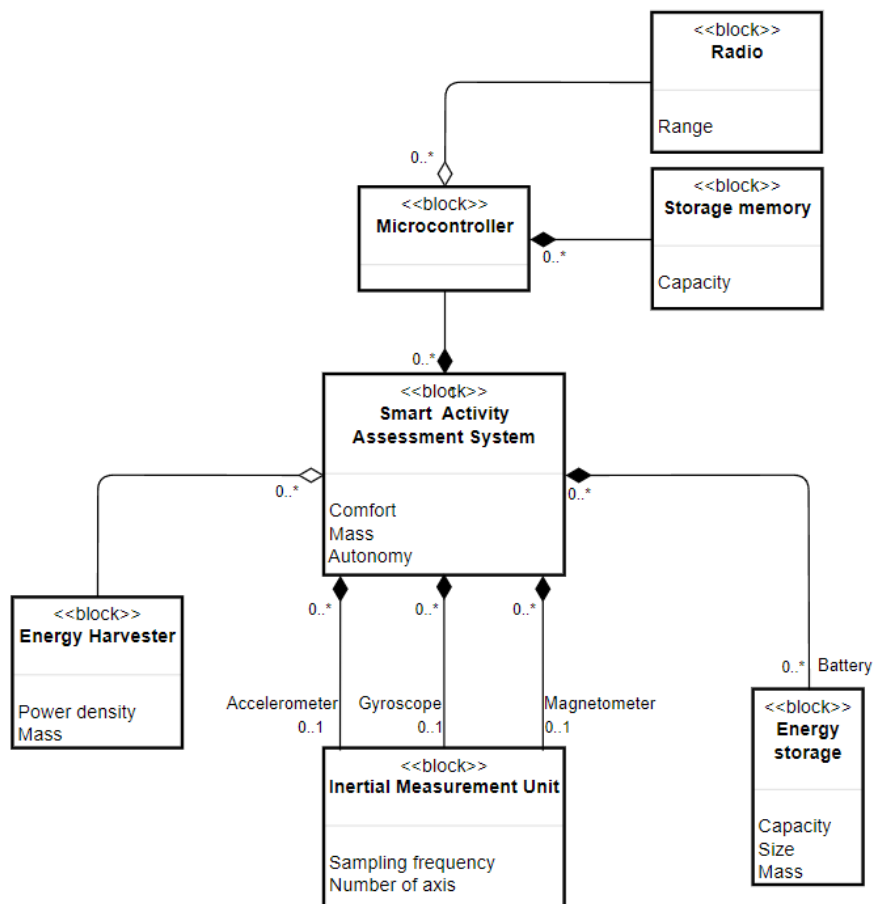 <<block>>
Radio
Range
0..*
<<block>>
Microcontroller
<<block>>
Storage memory
Capacity
0..*
0..*
<<block>>
Smart Activity
Assessment System
Comfort
Mass
Autonomy
0..*
0..*
<<block>>
Energy Harvester
Power density
Mass
0..*
0..*
0..*
Accelerometer
0..1
Gyroscope
0..1
Magnetometer
0..1
<<block>>
Inertial Measurement Unit
Sampling frequency
Number of axis
0..*
Battery
<<block>>
Energy
storage
Capacity
Size
Mass